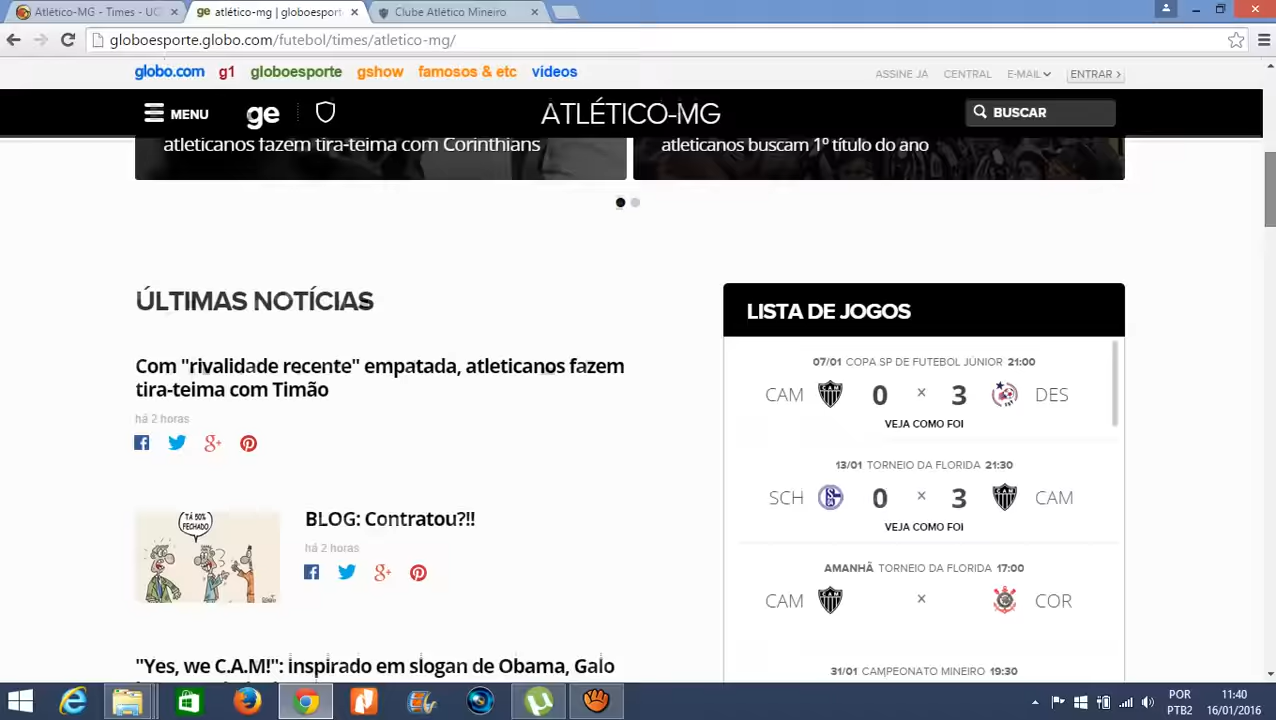 Atlético-MG - Times - UO
atlético-mg | globoesport
Clube Atlético Mineiro
globoesporte.globo.com/futebol/times/atletico-mg/
globo.com g1 globoesporte gshow famosos & etc vídeos
ASSINE JÁ CENTRAL E-MAIL ENTRAR
MENU ge ATLÉTICO-MG BUSCAR
atleticanos fazem tira-teima com Corinthians
atleticanos buscam 1º título do ano
ÚLTIMAS NOTÍCIAS
Com "rivalidade recente" empatada, atleticanos fazem
tira-teima com Timão
há 2 horas
TÁ 50%
FECHADO
BLOG: Contratou?!!
há 2 horas
"Yes, we C.A.M!": inspirado em slogan de Obama, Galo
LISTA DE JOGOS
07/01 COPA SP DE FUTEBOL JÚNIOR 21:00
CAM 0 × 3 DES
VEJA COMO FOI
13/01 TORNEIO DA FLORIDA 21:30
SCH 0 × 3 CAM
VEJA COMO FOI
AMANHÃ TORNEIO DA FLORIDA 17:00
CAM × COR
31/01 CAMPEONATO MINEIRO 19:30
POR 11:40
PTB2 16/01/2016